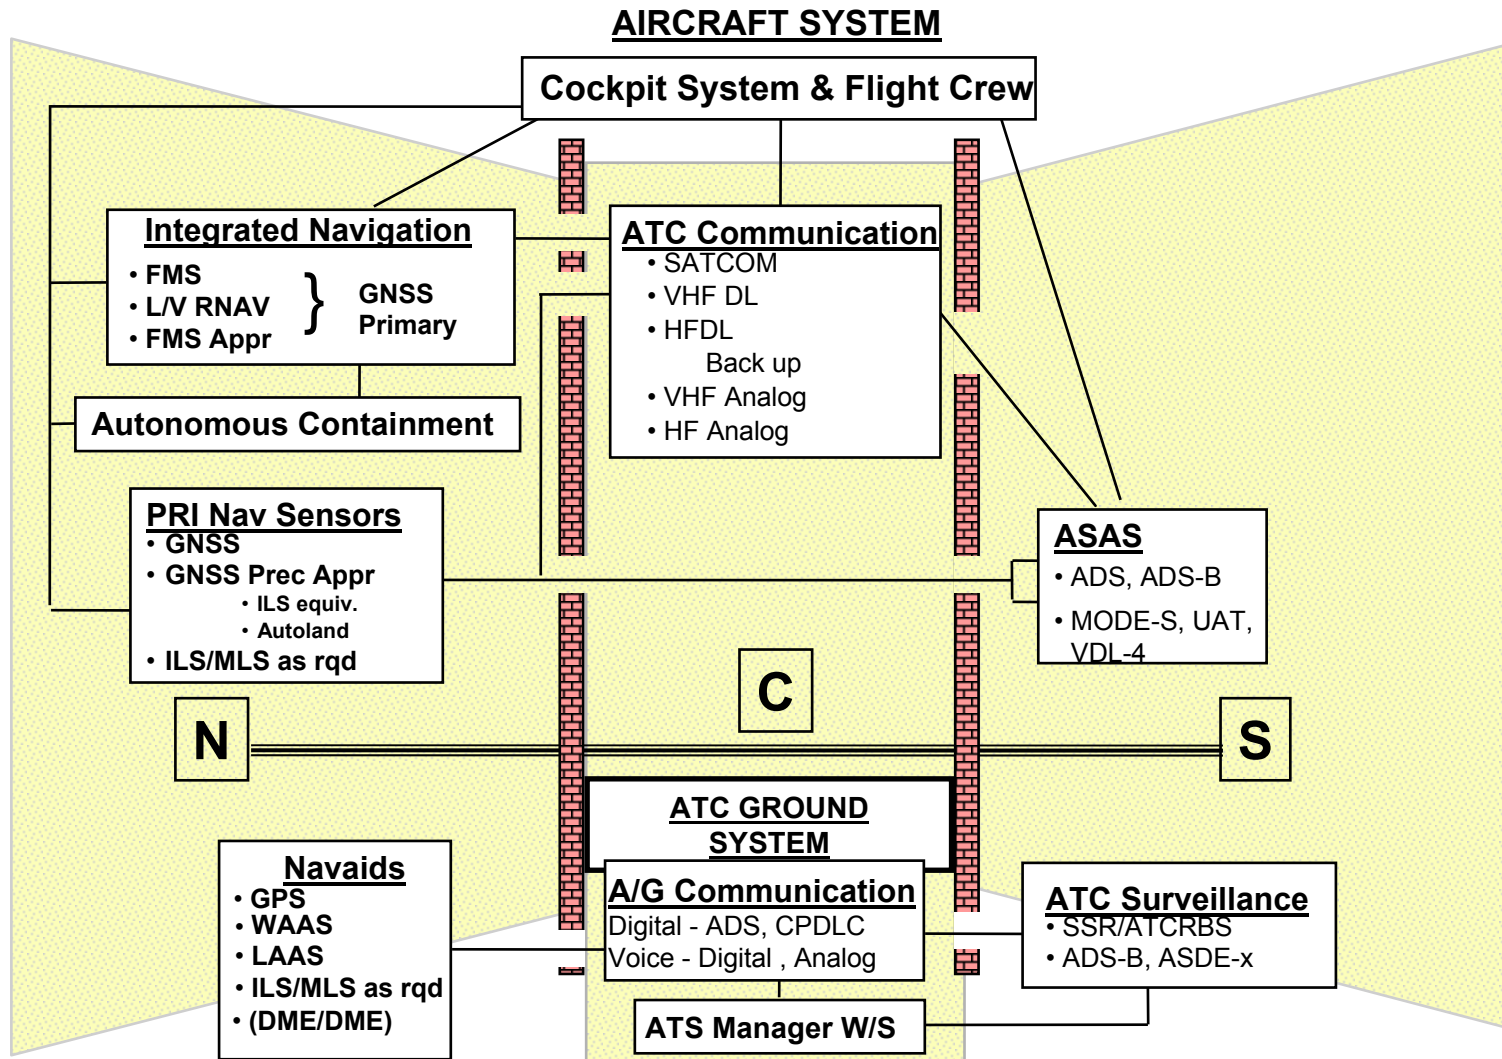 AIRCRAFT SYSTEM
Cockpit System & Flight Crew
Integrated Navigation
• FMS
• L/V RNAV
• FMS Appr
}
GNSS
Primary
ATC Communication
• SATCOM
• VHF DL
• HFDL
Back up
• VHF Analog
• HF Analog
Autonomous Containment
PRI Nav Sensors
• GNSS
• GNSS Prec Appr
• ILS equiv.
• Autoland
• ILS/MLS as rqd
ASAS
• ADS, ADS-B
• MODE-S, UAT,
VDL-4
N
C
S
ATC GROUND
SYSTEM
Navaids
• GPS
• WAAS
• LAAS
• ILS/MLS as rqd
• (DME/DME)
A/G Communication
Digital - ADS, CPDLC
Voice - Digital , Analog
ATC Surveillance
• SSR/ATCRBS
• ADS-B, ASDE-x
ATS Manager W/S